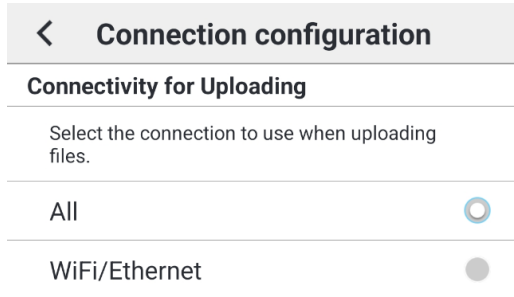 Connection configuration
Connectivity for Uploading
Select the connection to use when uploading
files.
All
WiFi/Ethernet